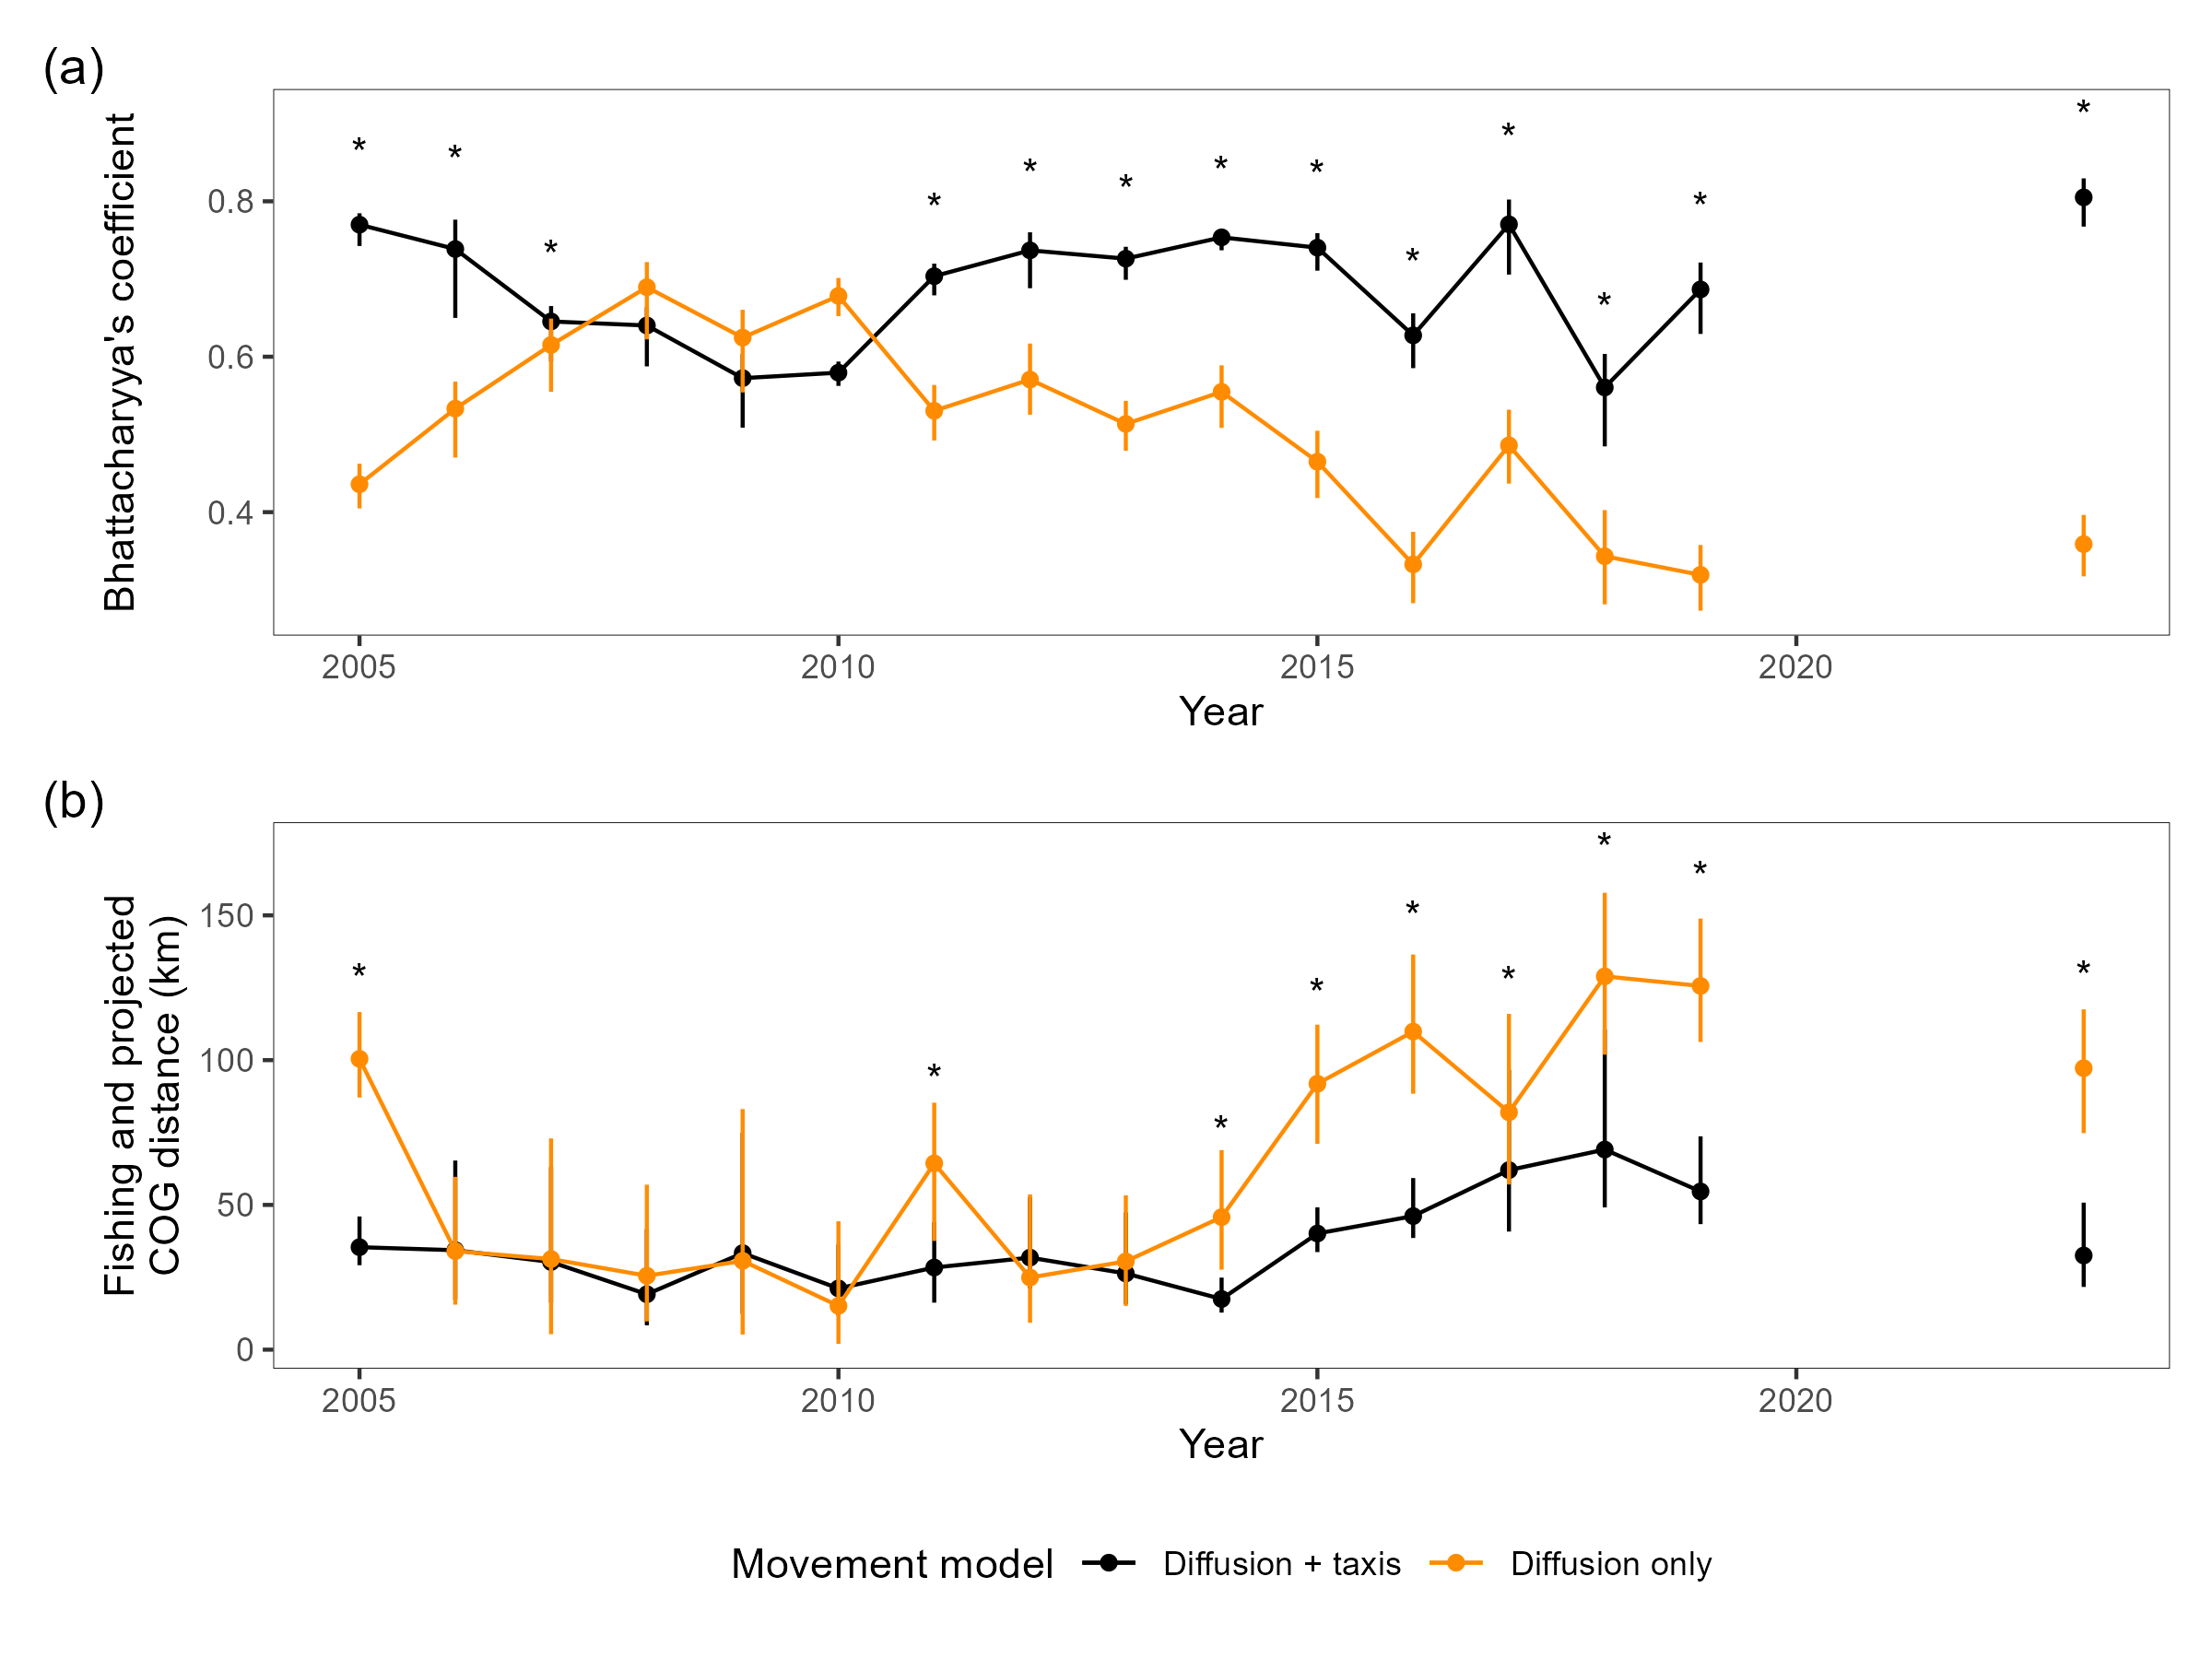 (a)
Bhattacharyya's coefficient
0.8
0.6
0.4
* * * * * * * * * * * * *
2005 2010 2015 2020
Year
(b)
Fishing and projected
COG distance (km)
150
100
50
0
* * * * * * * * *
2005 2010 2015 2020
Year
Movement model Diffusion + taxis Diffusion only